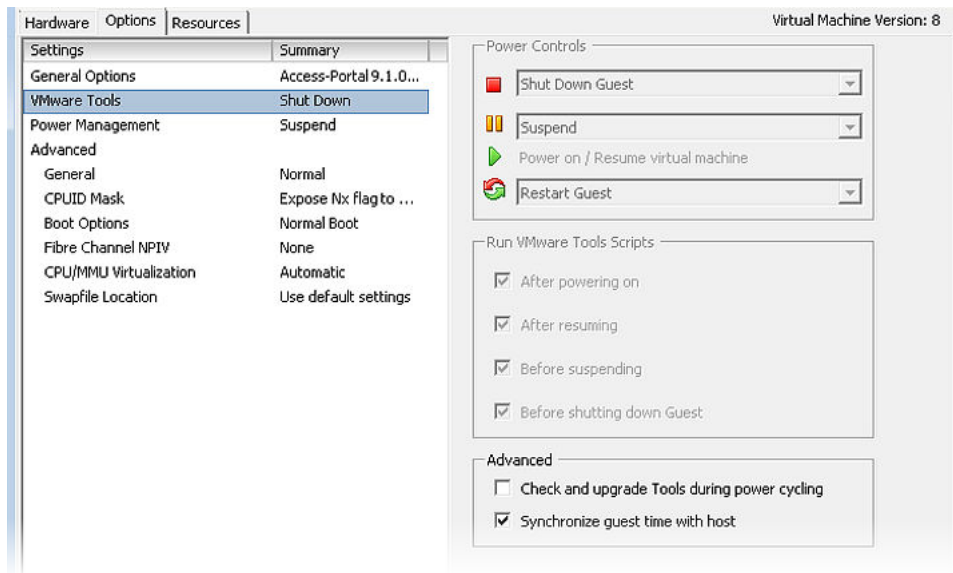 Hardware Options Resources Virtual Machine Version: 8
Settings Summary
General Options Access-Portal 9.1.0...
VMware Tools Shut Down
Power Management Suspend
Advanced
General Normal
CPUID Mask Expose Nx flag to ...
Boot Options Normal Boot
Fibre Channel NPIV None
CPU/MMU Virtualization Automatic
Swapfile Location Use default settings
Power Controls
Shut Down Guest
Suspend
Power on / Resume virtual machine
Restart Guest
Run VMware Tools Scripts
After powering on
After resuming
Before suspending
Before shutting down Guest
Advanced
Check and upgrade Tools during power cycling
Synchronize guest time with host